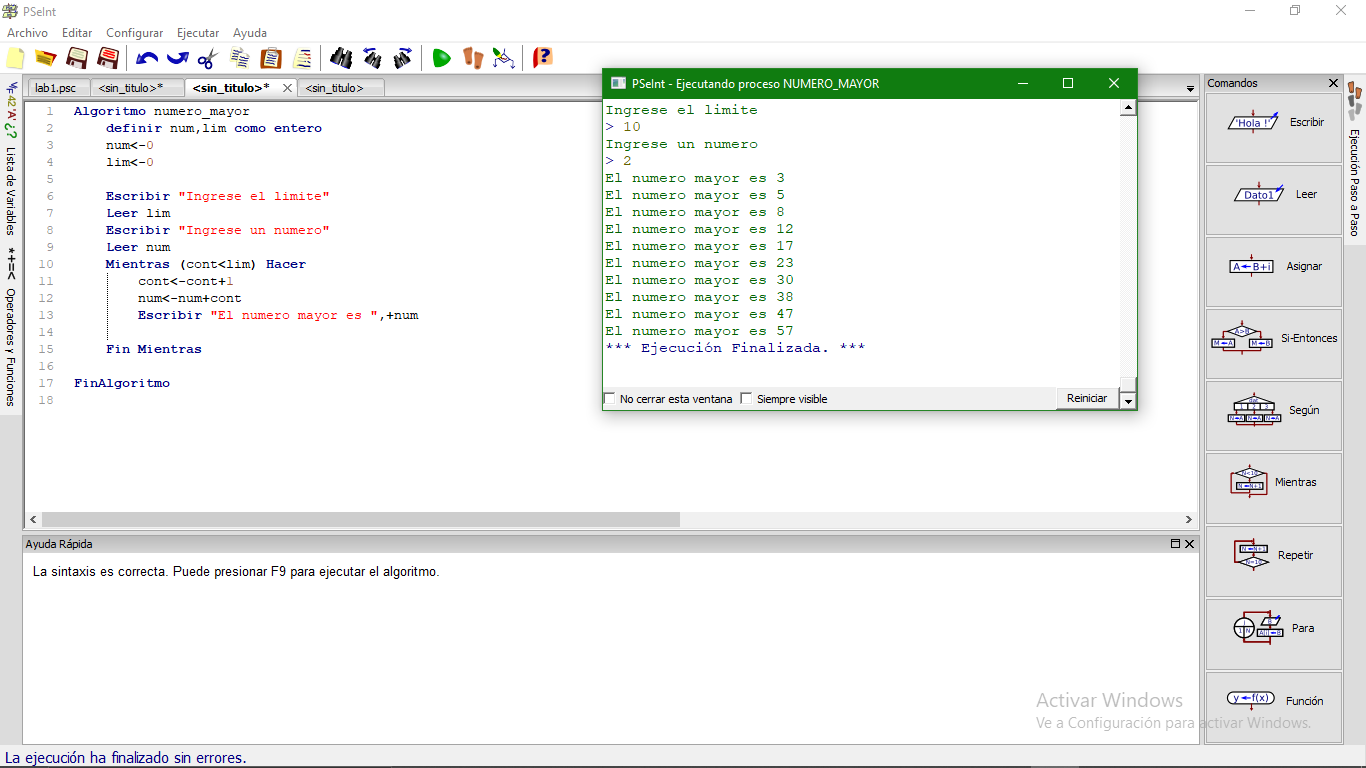 PSeInt
Archivo Editar Configurar Ejecutar Ayuda
lab1.psc <sin_titulo>* <sin_titulo>* <sin_titulo>
1 Algoritmo numero_mayor
2 definir num,lim como entero
3 num<-0
4 lim<-0
5
6 Escribir "Ingrese el limite"
7 Leer lim
8 Escribir "Ingrese un numero"
9 Leer num
10 Mientras (cont<lim) Hacer
11 cont<-cont+1
12 num<-num+cont
13 Escribir "El numero mayor es ",+num
14
15 Fin Mientras
16
17 FinAlgoritmo
18
PSeInt - Ejecutando proceso NUMERO_MAYOR
Ingrese el limite
> 10
Ingrese un numero
> 2
El numero mayor es 3
El numero mayor es 5
El numero mayor es 8
El numero mayor es 12
El numero mayor es 17
El numero mayor es 23
El numero mayor es 30
El numero mayor es 38
El numero mayor es 47
El numero mayor es 57
*** Ejecución Finalizada. ***
No cerrar esta ventana Siempre visible Reiniciar
Lista de Variables
*+=< Operadores y Funciones
Comandos
'Hola !' Escribir
Dato1 Leer
A←B+i Asignar
A>B M←A M←B Si-Entonces
Según
Mientras
Repetir
Para
y←f(x) Función
Ejecución Paso a Paso
Ayuda Rápida
La sintaxis es correcta. Puede presionar F9 para ejecutar el algoritmo.
Activar Windows
Ve a Configuración para activar Windows.
La ejecución ha finalizado sin errores.